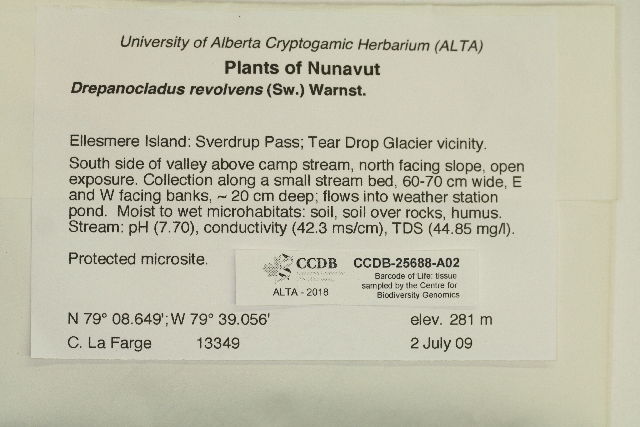 University of Alberta Cryptogamic Herbarium (ALTA)
Plants of Nunavut
Drepanocladus revolvens (Sw.) Warnst.
Ellesmere Island: Sverdrup Pass; Tear Drop Glacier vicinity.
South side of valley above camp stream, north facing slope, open
exposure. Collection along a small stream bed, 60-70 cm wide, E
and W facing banks, ~ 20 cm deep; flows into weather station
pond. Moist to wet microhabitats: soil, soil over rocks, humus.
Stream: pH (7.70), conductivity (42.3 ms/cm), TDS (44.85 mg/l).
Protected microsite.
CCDB
ALTA - 2018
CCDB-25688-A02
Barcode of Life: tissue
sampled by the Centre for
Biodiversity Genomics
N 79° 08.649'; W 79° 39.056' elev. 281 m
C. La Farge 13349 2 July 09